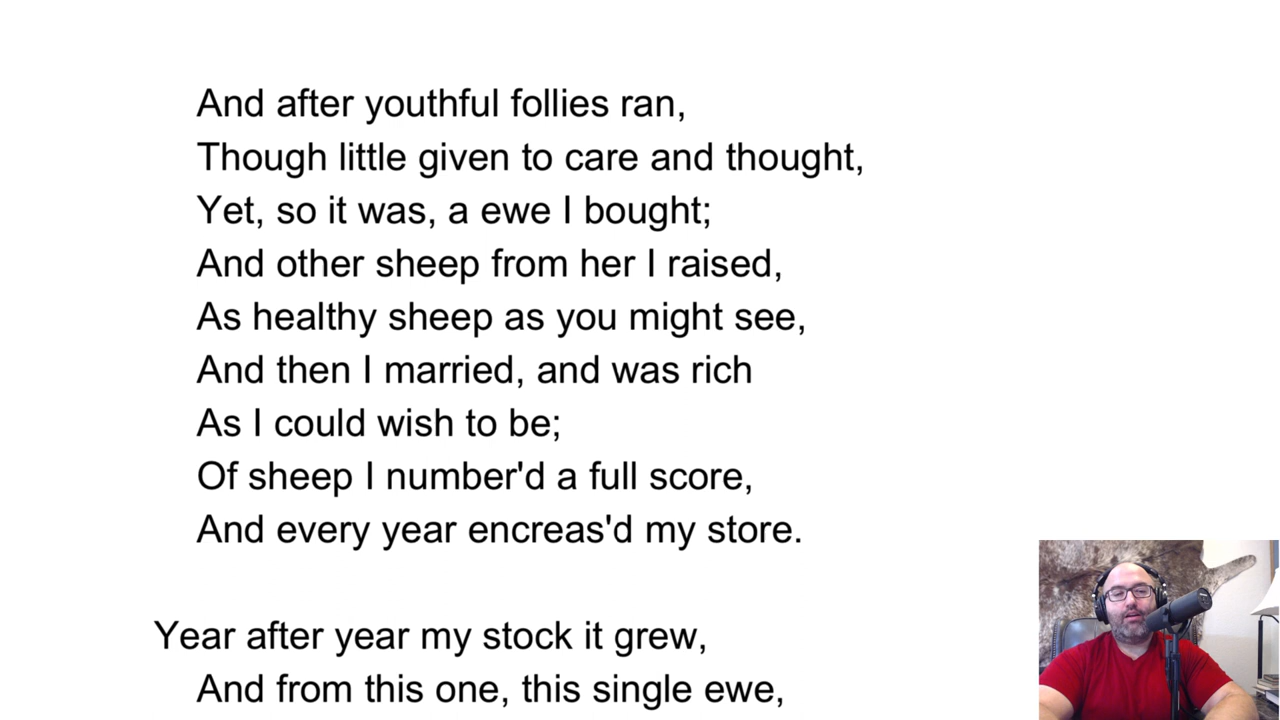 And after youthful follies ran,
Though little given to care and thought,
Yet, so it was, a ewe I bought;
And other sheep from her I raised,
As healthy sheep as you might see,
And then I married, and was rich
As I could wish to be;
Of sheep I number'd a full score,
And every year encreas'd my store.
Year after year my stock it grew,
And from this one, this single ewe,